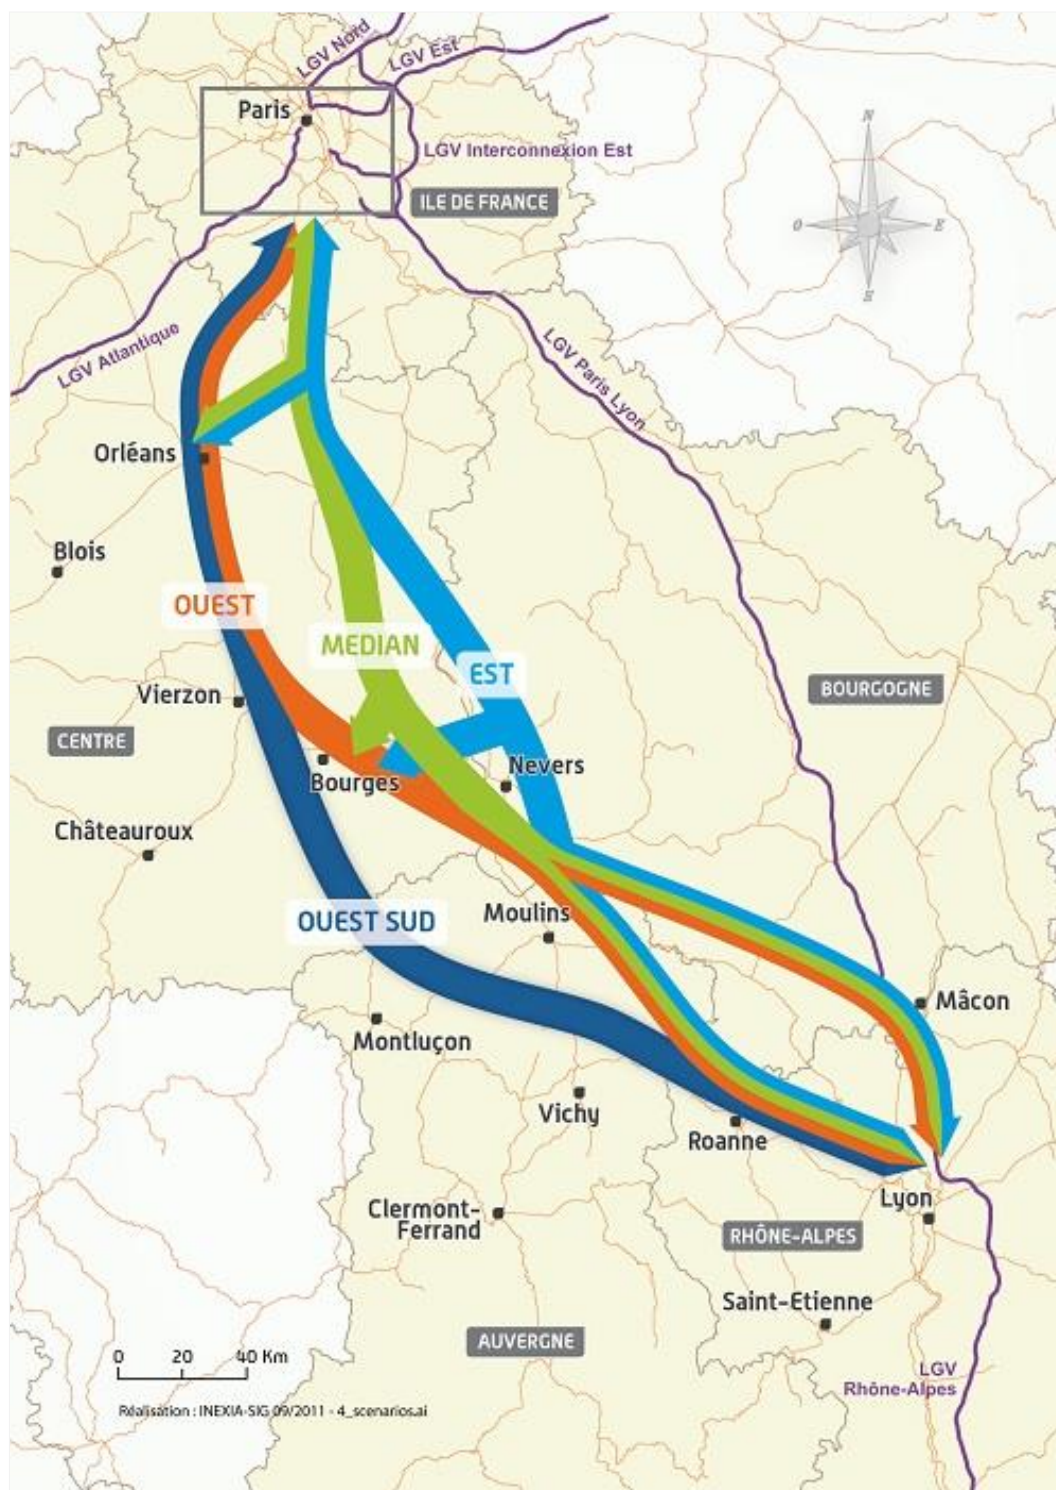 LGV Nord
LGV Est
Paris
LGV Interconnexion Est
ILE DE FRANCE
N
O
E
LGV Atlantique
LGV Paris Lyon
Orléans
Blois
OUEST
MEDIAN
EST
BOURGOGNE
Vierzon
CENTRE
Bourges
Nevers
Châteauroux
OUEST SUD
Moulins
Mâcon
Montluçon
Vichy
Roanne
Lyon
Clermont-
Ferrand
RHÔNE-ALPES
Saint-Etienne
AUVERGNE
0 20 40 Km
LGV
Rhône-Alpes
Réalisation : INEXIA-SIG 09/2011 - 4_scenarios.ai